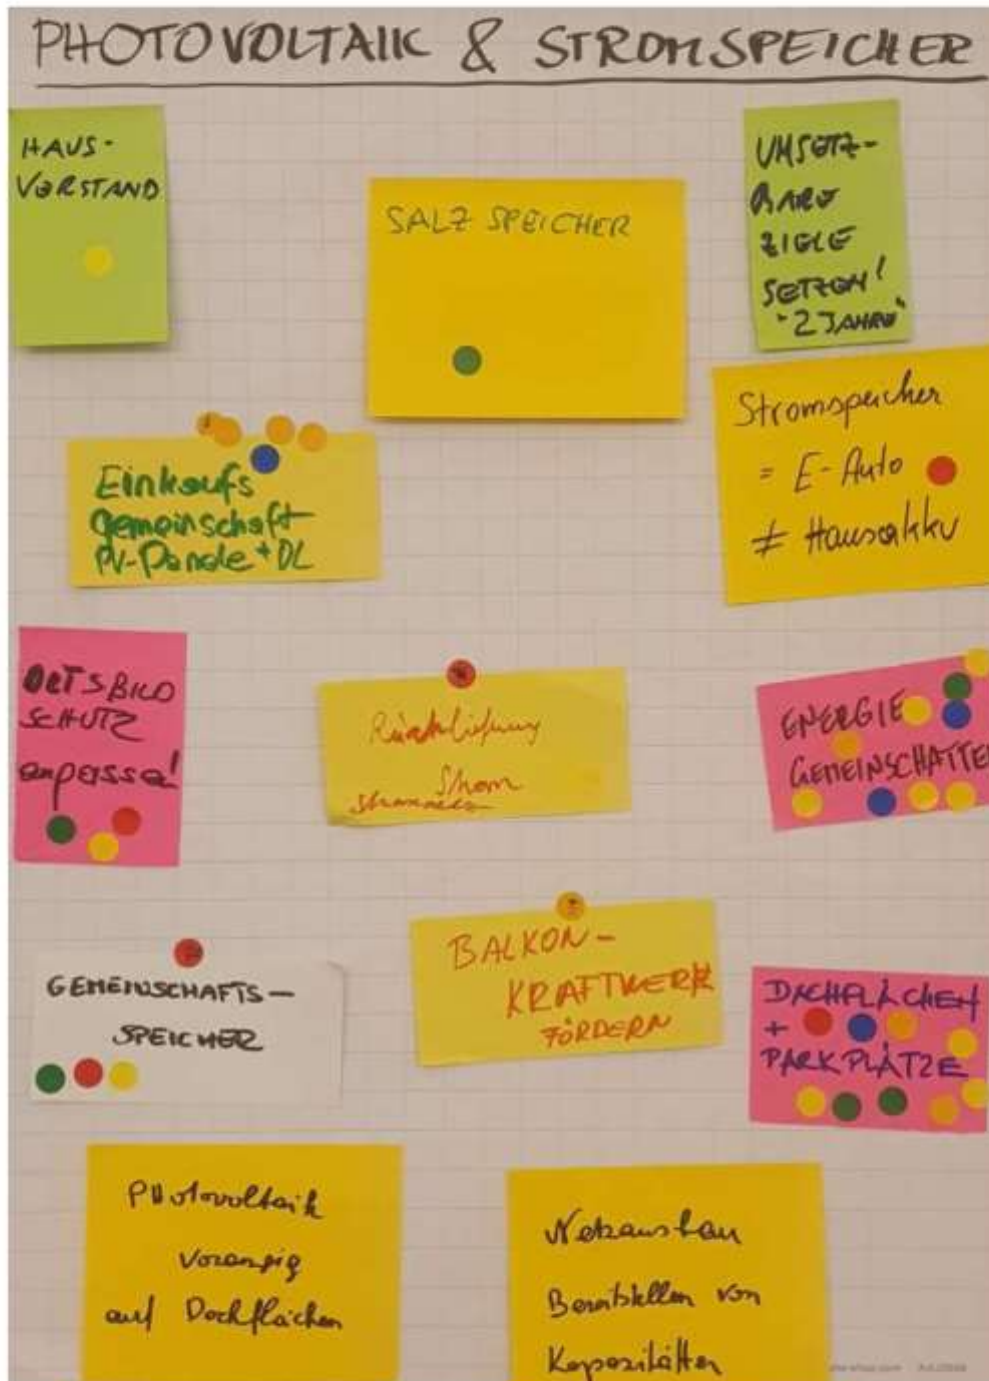 PHOTOVOLTAIK & STROMSPEICHER
HAUS-
VORSTAND
SALZ SPEICHER
UMSETZ-
BARE
ZIELE
SETZEN!
"2 JAHRE"
Einkaufs
gemeinschaft
PV-Panele + DL
Stromspeicher
= E-Auto
≠ Hausakku
ORTSBILD
SCHUTZ
anpassen!
Rücklieferung
Strom
ENERGIE
GEMEINSCHAFTEN
GEMEINSCHAFTS-
SPEICHER
BALKON-
KRAFTWERK
FÖRDERN
DACHFLÄCHEN
+
PARKPLÄTZE
Photovoltaik
vorrangig
auf Dachflächen
Netzausbau
Bereitstellen von
Kapazitäten